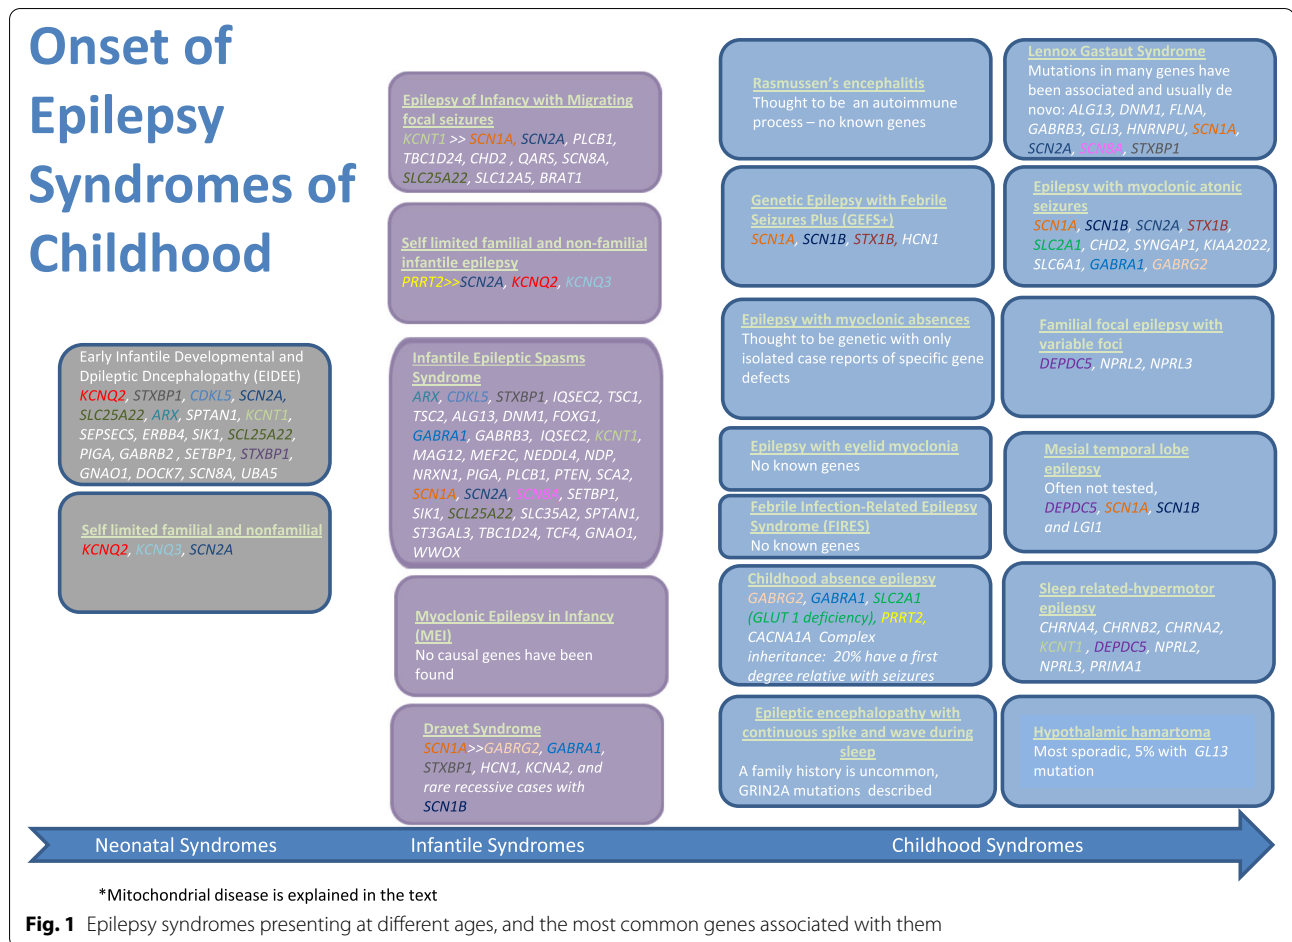 Onset of
Epilepsy
Syndromes of
Childhood
Early Infantile Developmental and
Dpileptic Dncephalopathy (EIDEE)
KCNQ2, STXBP1, CDKL5, SCN2A,
SLC25A22, ARX, SPTAN1, KCNT1,
SEPSECS, ERBB4, SIK1, SCL25A22,
PIGA, GABRB2 , SETBP1, STXBP1,
GNAO1, DOCK7, SCN8A, UBA5
Self limited familial and nonfamilial
KCNQ2, KCNQ3, SCN2A
Epilepsy of Infancy with Migrating
focal seizures
KCNT1 >> SCN1A, SCN2A, PLCB1,
TBC1D24, CHD2 , QARS, SCN8A,
SLC25A22, SLC12A5, BRAT1
Self limited familial and non-familial
infantile epilepsy
PRRT2>>SCN2A, KCNQ2, KCNQ3
Infantile Epileptic Spasms
Syndrome
ARX, CDKL5, STXBP1, IQSEC2, TSC1,
TSC2, ALG13, DNM1, FOXG1,
GABRA1, GABRB3, IQSEC2, KCNT1,
MAG12, MEF2C, NEDDL4, NDP,
NRXN1, PIGA, PLCB1, PTEN, SCA2,
SCN1A, SCN2A, SCN8A, SETBP1,
SIK1, SCL25A22, SLC35A2, SPTAN1,
ST3GAL3, TBC1D24, TCF4, GNAO1,
WWOX
Myoclonic Epilepsy in Infancy
(MEI)
No causal genes have been
found
Dravet Syndrome
SCN1A>>GABRG2, GABRA1,
STXBP1, HCN1, KCNA2, and
rare recessive cases with
SCN1B
Rasmussen’s encephalitis
Thought to be an autoimmune
process – no known genes
Genetic Epilepsy with Febrile
Seizures Plus (GEFS+)
SCN1A, SCN1B, STX1B, HCN1
Epilepsy with myoclonic absences
Thought to be genetic with only
isolated case reports of specific gene
defects
Epilepsy with eyelid myoclonia
No known genes
Febrile Infection-Related Epilepsy
Syndrome (FIRES)
No known genes
Childhood absence epilepsy
GABRG2, GABRA1, SLC2A1
(GLUT 1 deficiency), PRRT2,
CACNA1A Complex
inheritance: 20% have a first
degree relative with seizures
Epileptic encephalopathy with
continuous spike and wave during
sleep
A family history is uncommon,
GRIN2A mutations described
Lennox Gastaut Syndrome
Mutations in many genes have
been associated and usually de
novo: ALG13, DNM1, FLNA,
GABRB3, GLI3, HNRNPU, SCN1A,
SCN2A, SCN8A, STXBP1
Epilepsy with myoclonic atonic
seizures
SCN1A, SCN1B, SCN2A, STX1B,
SLC2A1, CHD2, SYNGAP1, KIAA2022,
SLC6A1, GABRA1, GABRG2
Familial focal epilepsy with
variable foci
DEPDC5, NPRL2, NPRL3
Mesial temporal lobe
epilepsy
Often not tested,
DEPDC5, SCN1A, SCN1B
and LGI1
Sleep related-hypermotor
epilepsy
CHRNA4, CHRNB2, CHRNA2,
KCNT1 , DEPDC5, NPRL2,
NPRL3, PRIMA1
Hypothalamic hamartoma
Most sporadic, 5% with GL13
mutation
Neonatal Syndromes
Infantile Syndromes
Childhood Syndromes
*Mitochondrial disease is explained in the text
Fig. 1 Epilepsy syndromes presenting at different ages, and the most common genes associated with them